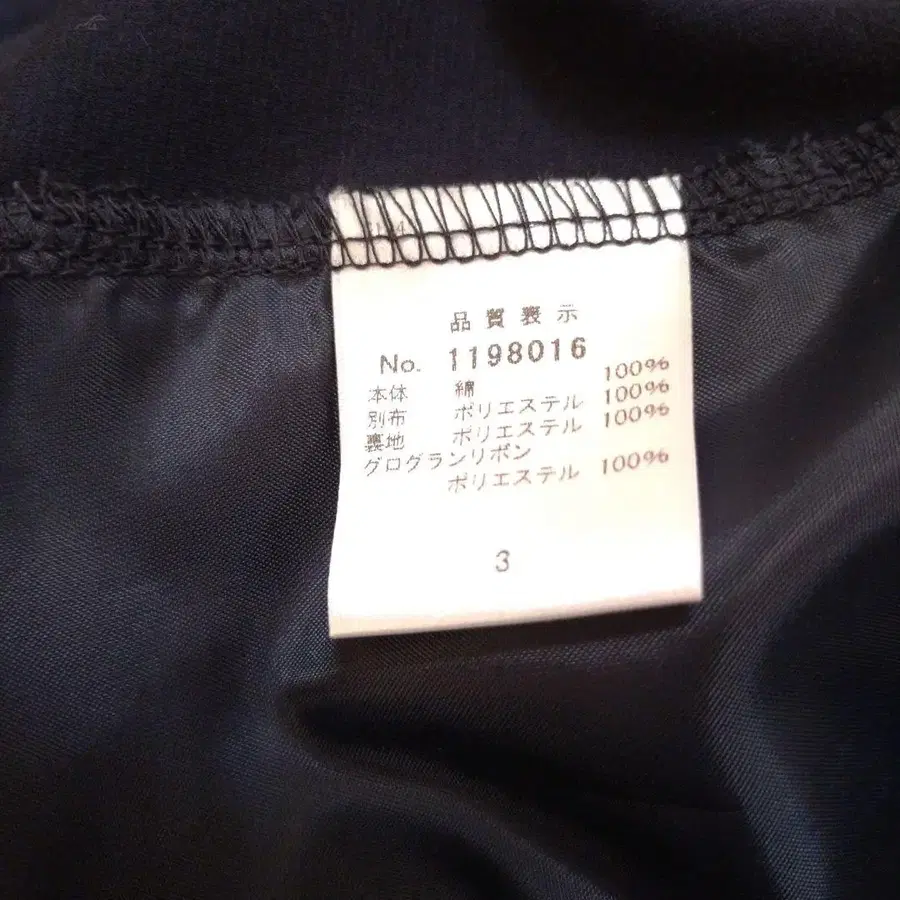 品質表示
No. 1198016
本体 綿 100%
別布 ポリエステル 100%
裏地 ポリエステル 100%
グログランリボン
ポリエステル 100%
3